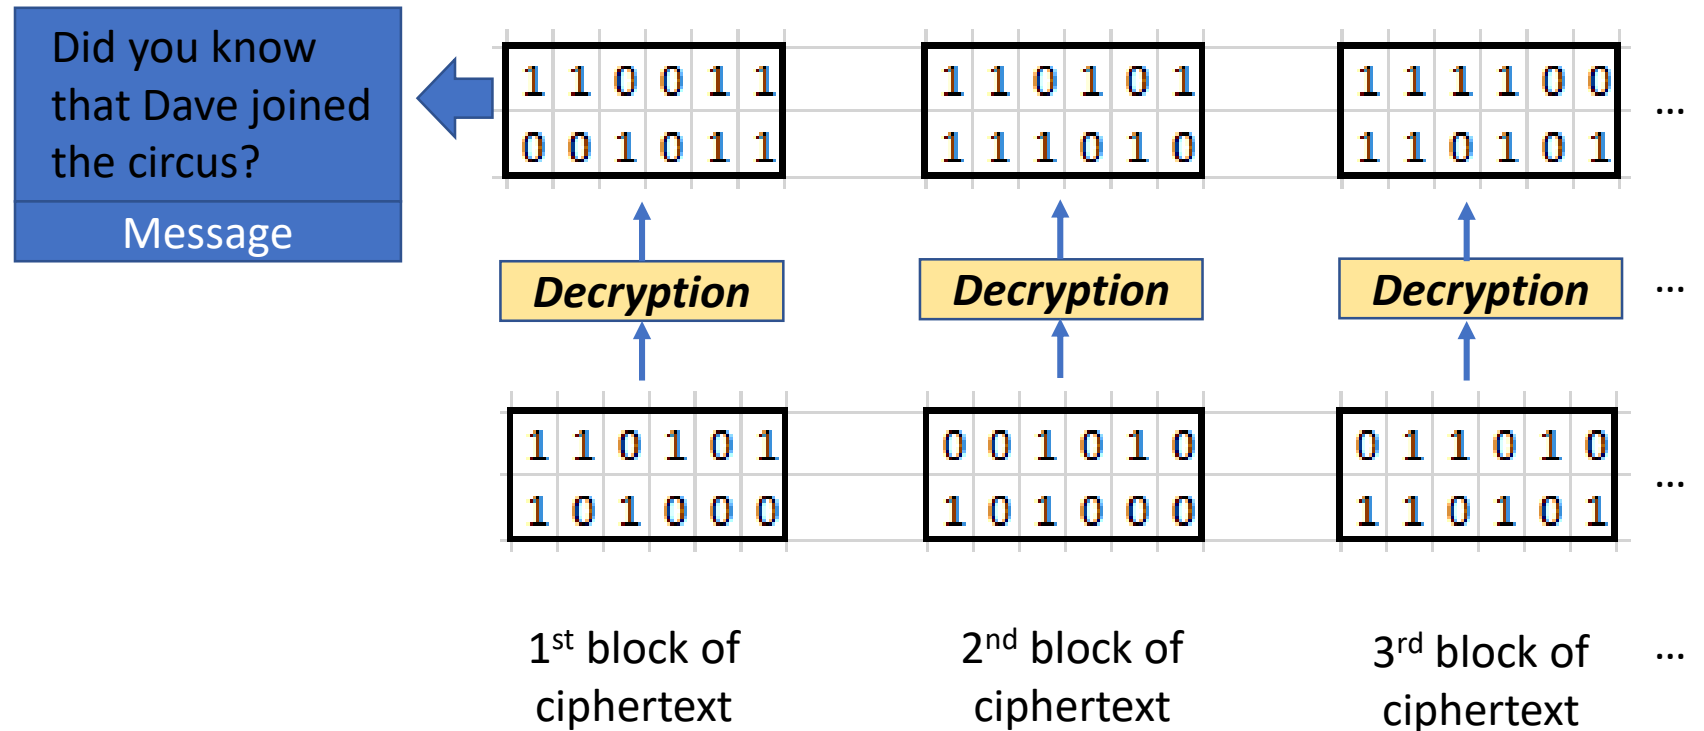 Did you know
that Dave joined
the circus?
Message
1 1 0 0 1 1
0 0 1 0 1 1
1 1 0 1 0 1
1 1 1 0 1 0
1 1 1 1 0 0
1 1 0 1 0 1
...
Decryption
Decryption
Decryption
...
1 1 0 1 0 1
1 0 1 0 0 0
0 0 1 0 1 0
1 0 1 0 0 0
0 1 1 0 1 0
1 1 0 1 0 1
...
1st block of
ciphertext
2nd block of
ciphertext
3rd block of
ciphertext
...